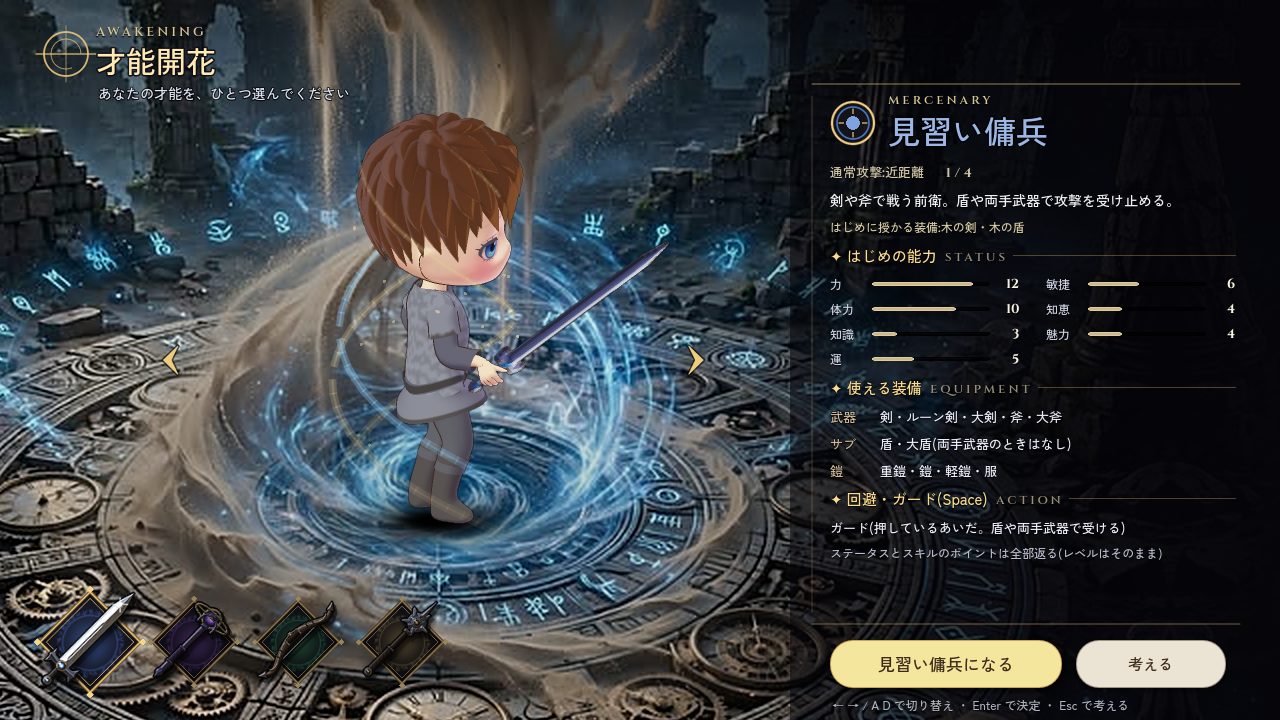 AWAKENING
才能開花
あなたの才能を、ひとつ選んでください
MERCENARY
見習い傭兵
通常攻撃:近距離 1 / 4
剣や斧で戦う前衛。盾や両手武器で攻撃を受け止める。
はじめに授かる装備:木の剣・木の盾
✦ はじめの能力 STATUS
力 12 敏捷 6
体力 10 知恵 4
知識 3 魅力 4
運 5
✦ 使える装備 EQUIPMENT
武器 剣・ルーン剣・大剣・斧・大斧
サブ 盾・大盾(両手武器のときはなし)
鎧 重鎧・鎧・軽鎧・服
✦ 回避・ガード(Space) ACTION
ガード(押しているあいだ。盾や両手武器で受ける)
ステータスとスキルのポイントは全部返る(レベルはそのまま)
見習い傭兵になる
考える
←→ / A D で切り替え ・ Enter で決定 ・ Esc で考える